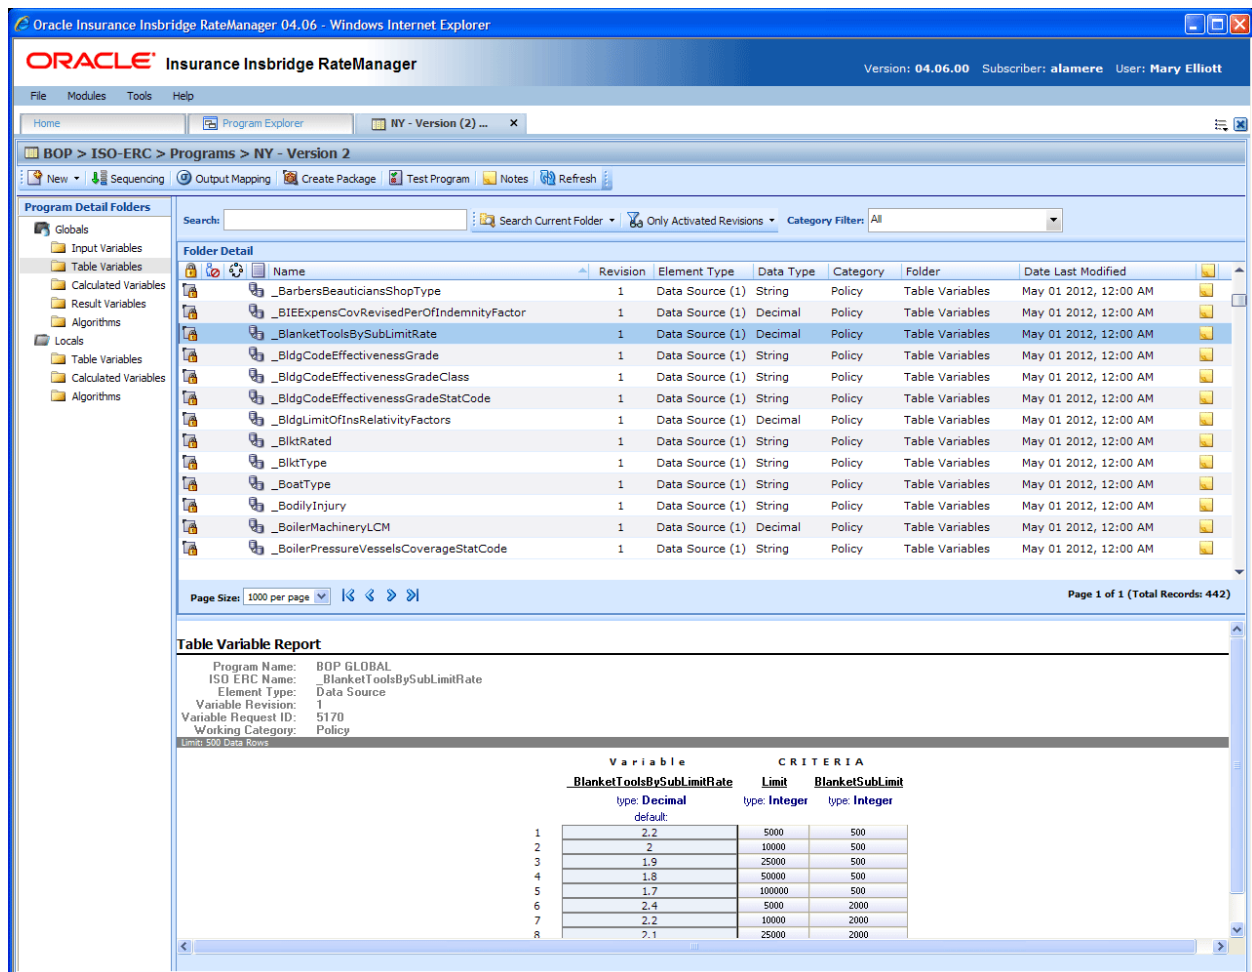 Oracle Insurance Insbridge RateManager 04.06 - Windows Internet Explorer
ORACLE Insurance Insbridge RateManager
Version: 04.06.00 Subscriber: alamere User: Mary Elliott
File Modules Tools Help
Home Program Explorer NY - Version (2) ...
BOP > ISO-ERC > Programs > NY - Version 2
New Sequencing Output Mapping Create Package Test Program Notes Refresh
Program Detail Folders
Globals
Input Variables
Table Variables
Calculated Variables
Result Variables
Algorithms
Locals
Table Variables
Calculated Variables
Algorithms
Search: Search Current Folder Only Activated Revisions Category Filter: All
Folder Detail
Name Revision Element Type Data Type Category Folder Date Last Modified
_BarbersBeauticiansShopType 1 Data Source (1) String Policy Table Variables May 01 2012, 12:00 AM
_BIEExpensCovRevisedPerOfIndemnityFactor 1 Data Source (1) Decimal Policy Table Variables May 01 2012, 12:00 AM
_BlanketToolsBySubLimitRate 1 Data Source (1) Decimal Policy Table Variables May 01 2012, 12:00 AM
_BldgCodeEffectivenessGrade 1 Data Source (1) String Policy Table Variables May 01 2012, 12:00 AM
_BldgCodeEffectivenessGradeClass 1 Data Source (1) String Policy Table Variables May 01 2012, 12:00 AM
_BldgCodeEffectivenessGradeStatCode 1 Data Source (1) String Policy Table Variables May 01 2012, 12:00 AM
_BldgLimitOfInsRelativityFactors 1 Data Source (1) Decimal Policy Table Variables May 01 2012, 12:00 AM
_BlktRated 1 Data Source (1) String Policy Table Variables May 01 2012, 12:00 AM
_BlktType 1 Data Source (1) String Policy Table Variables May 01 2012, 12:00 AM
_BoatType 1 Data Source (1) String Policy Table Variables May 01 2012, 12:00 AM
_BodilyInjury 1 Data Source (1) String Policy Table Variables May 01 2012, 12:00 AM
_BoilerMachineryLCM 1 Data Source (1) Decimal Policy Table Variables May 01 2012, 12:00 AM
_BoilerPressureVesselsCoverageStatCode 1 Data Source (1) String Policy Table Variables May 01 2012, 12:00 AM
Page Size: 1000 per page Page 1 of 1 (Total Records: 442)
Table Variable Report
Program Name: BOP GLOBAL
ISO ERC Name: _BlanketToolsBySubLimitRate
Element Type: Data Source
Variable Revision: 1
Variable Request ID: 5170
Working Category: Policy
Limit: 500 Data Rows
Variable CRITERIA
_BlanketToolsBySubLimitRate Limit BlanketSubLimit
type: Decimal type: Integer type: Integer
default:
1 2.2 5000 500
2 2 10000 500
3 1.9 25000 500
4 1.8 50000 500
5 1.7 100000 500
6 2.4 5000 2000
7 2.2 10000 2000
8 2.1 25000 2000